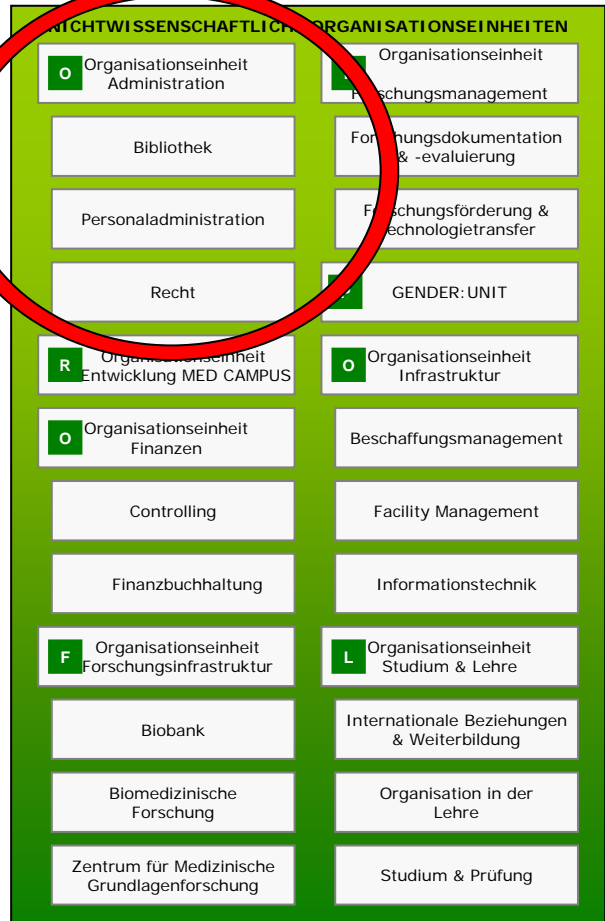 NICHTWISSENSCHAFTLICHE ORGANISATIONSEINHEITEN
O
Organisationseinheit
Administration
Bibliothek
Personaladministration
Recht
R
Organisationseinheit
Entwicklung MED CAMPUS
O
Organisationseinheit
Finanzen
Controlling
Finanzbuchhaltung
F
Organisationseinheit
Forschungsinfrastruktur
Biobank
Biomedizinische
Forschung
Zentrum für Medizinische
Grundlagenforschung
Organisationseinheit
Forschungsmanagement
Forschungsdokumentation
& -evaluierung
Forschungsförderung &
Technologietransfer
GENDER:UNIT
O
Organisationseinheit
Infrastruktur
Beschaffungsmanagement
Facility Management
Informationstechnik
L
Organisationseinheit
Studium & Lehre
Internationale Beziehungen
& Weiterbildung
Organisation in der
Lehre
Studium & Prüfung